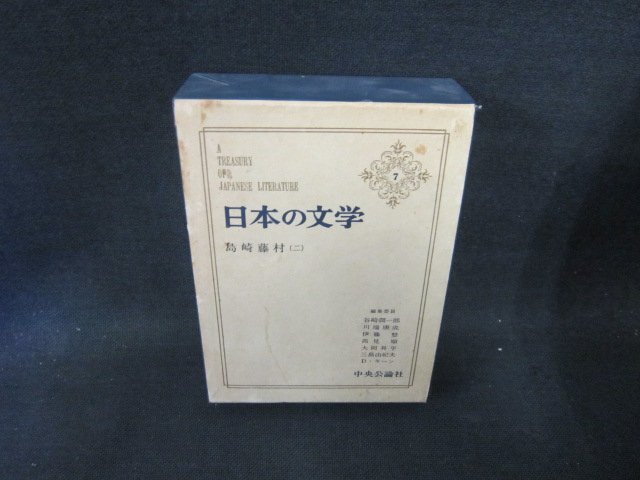 A
TREASURY
OF
JAPANESE LITERATURE
7
日本の文学
島崎藤村(二)
編集委員
谷崎潤一郎
川端康成
伊藤整
高見順
大岡昇平
三島由紀夫
D・キーン
中央公論社